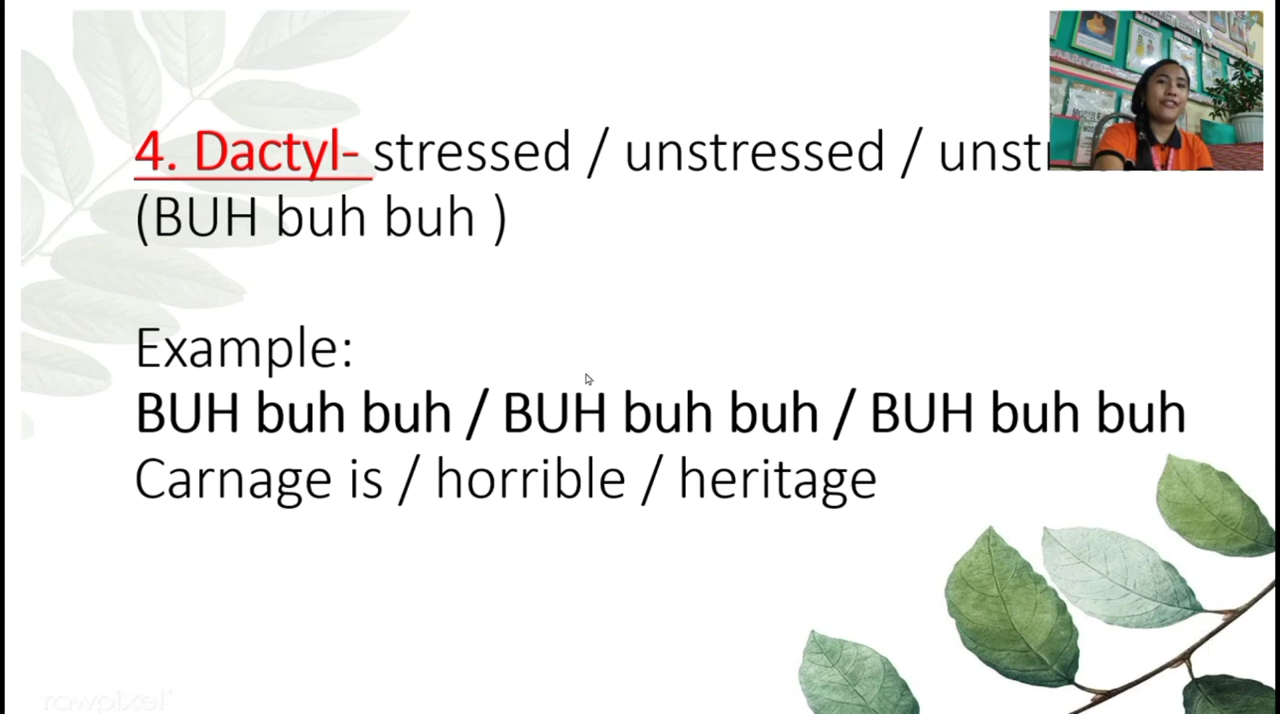 4. Dactyl- stressed / unstressed /
(BUH buh buh )
Example:
BUH buh buh / BUH buh buh / BUH buh buh
Carnage is / horrible / heritage
rawpixel